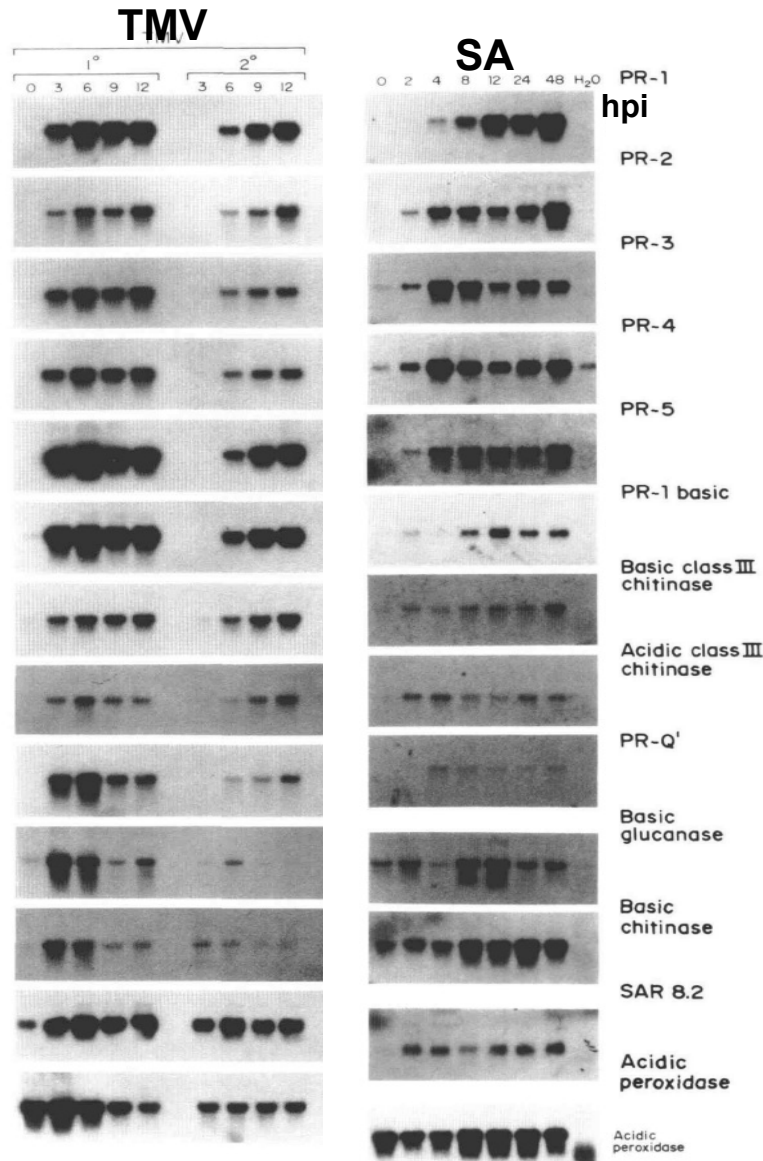 TMV
TMV
1° 2°
0 3 6 9 12 3 6 9 12
SA
0 2 4 8 12 24 48 H₂O
hpi
PR-1
PR-2
PR-3
PR-4
PR-5
PR-1 basic
Basic class III
chitinase
Acidic class III
chitinase
PR-Q'
Basic
glucanase
Basic
chitinase
SAR 8.2
Acidic
peroxidase
Acidic
peroxidase